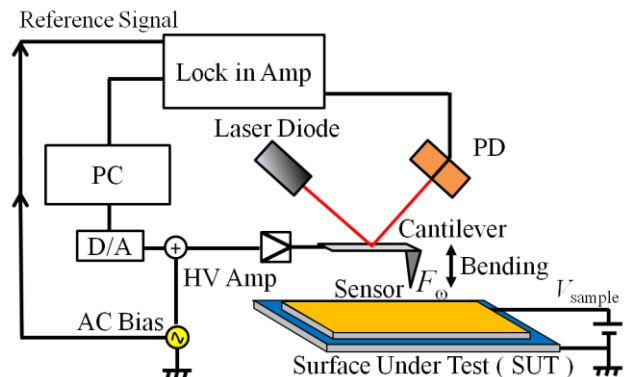 Reference Signal
Lock in Amp
Laser Diode
PD
PC
Cantilever
D/A
+
HV Amp
Bending
Sensor
Fω
Vsample
AC Bias
Surface Under Test ( SUT )